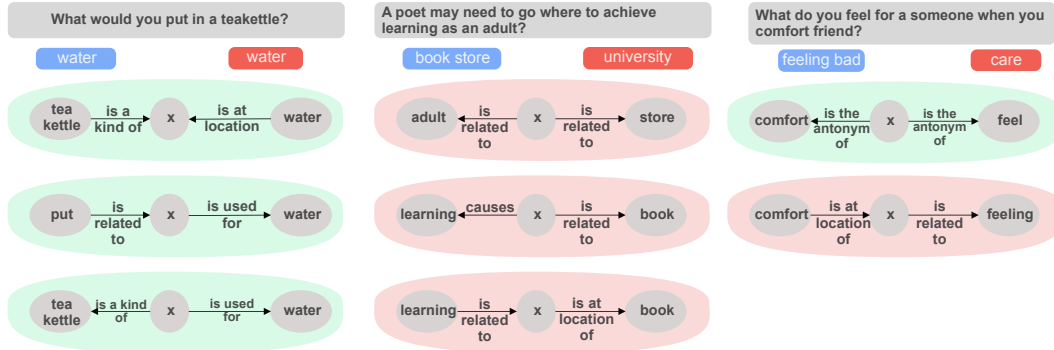 What would you put in a teakettle?
water
water
tea
kettle
is a
kind of
x
is at
location
water
put
is
related
to
x
is used
for
water
tea
kettle
is a kind
of
x
is used
for
water
A poet may need to go where to achieve
learning as an adult?
book store
university
adult
is
related
to
x
is
related
to
store
learning
causes
x
is
related
to
book
learning
is
related
to
x
is at
location
of
book
What do you feel for a someone when you
comfort friend?
feeling bad
care
comfort
is the
antonym
of
x
is the
antonym
of
feel
comfort
is at
location
of
x
is
related
to
feeling